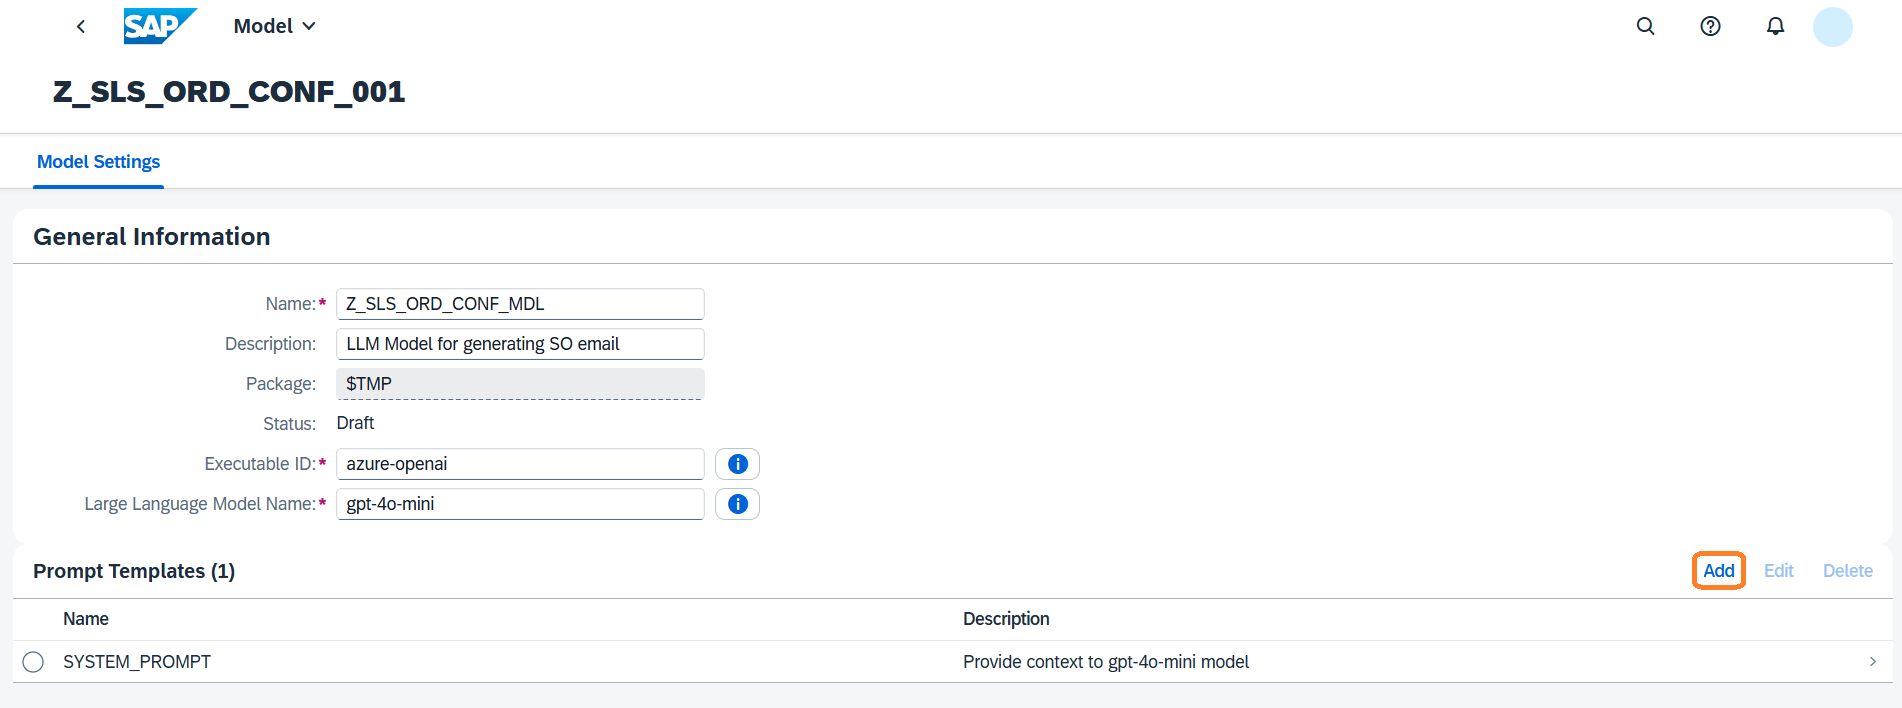 SAP Model
Z_SLS_ORD_CONF_001
Model Settings
General Information
Name:* Z_SLS_ORD_CONF_MDL
Description: LLM Model for generating SO email
Package: $TMP
Status: Draft
Executable ID:* azure-openai
Large Language Model Name:* gpt-4o-mini
Prompt Templates (1) Add Edit Delete
Name Description
SYSTEM_PROMPT Provide context to gpt-4o-mini model